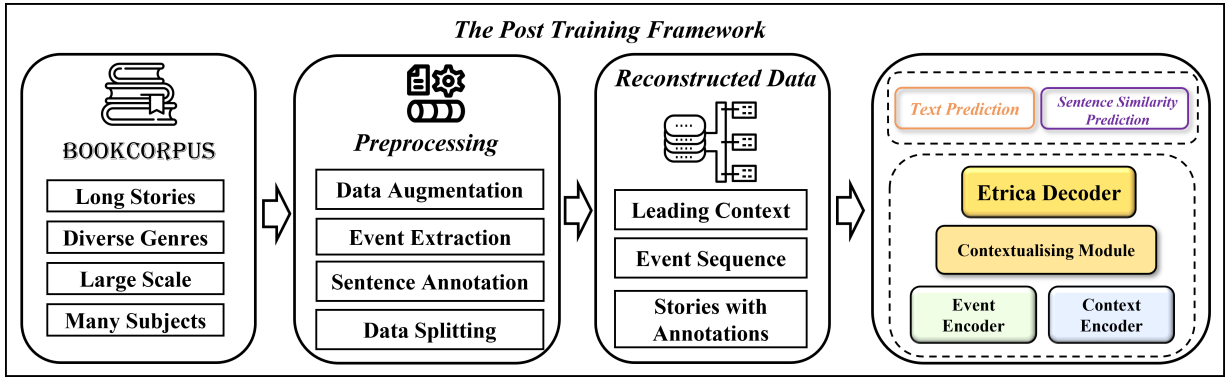 The Post Training Framework
BOOKCORPUS
Long Stories
Diverse Genres
Large Scale
Many Subjects
Preprocessing
Data Augmentation
Event Extraction
Sentence Annotation
Data Splitting
Reconstructed Data
Leading Context
Event Sequence
Stories with
Annotations
Text Prediction
Sentence Similarity
Prediction
Etrica Decoder
Contextualising Module
Event
Encoder
Context
Encoder